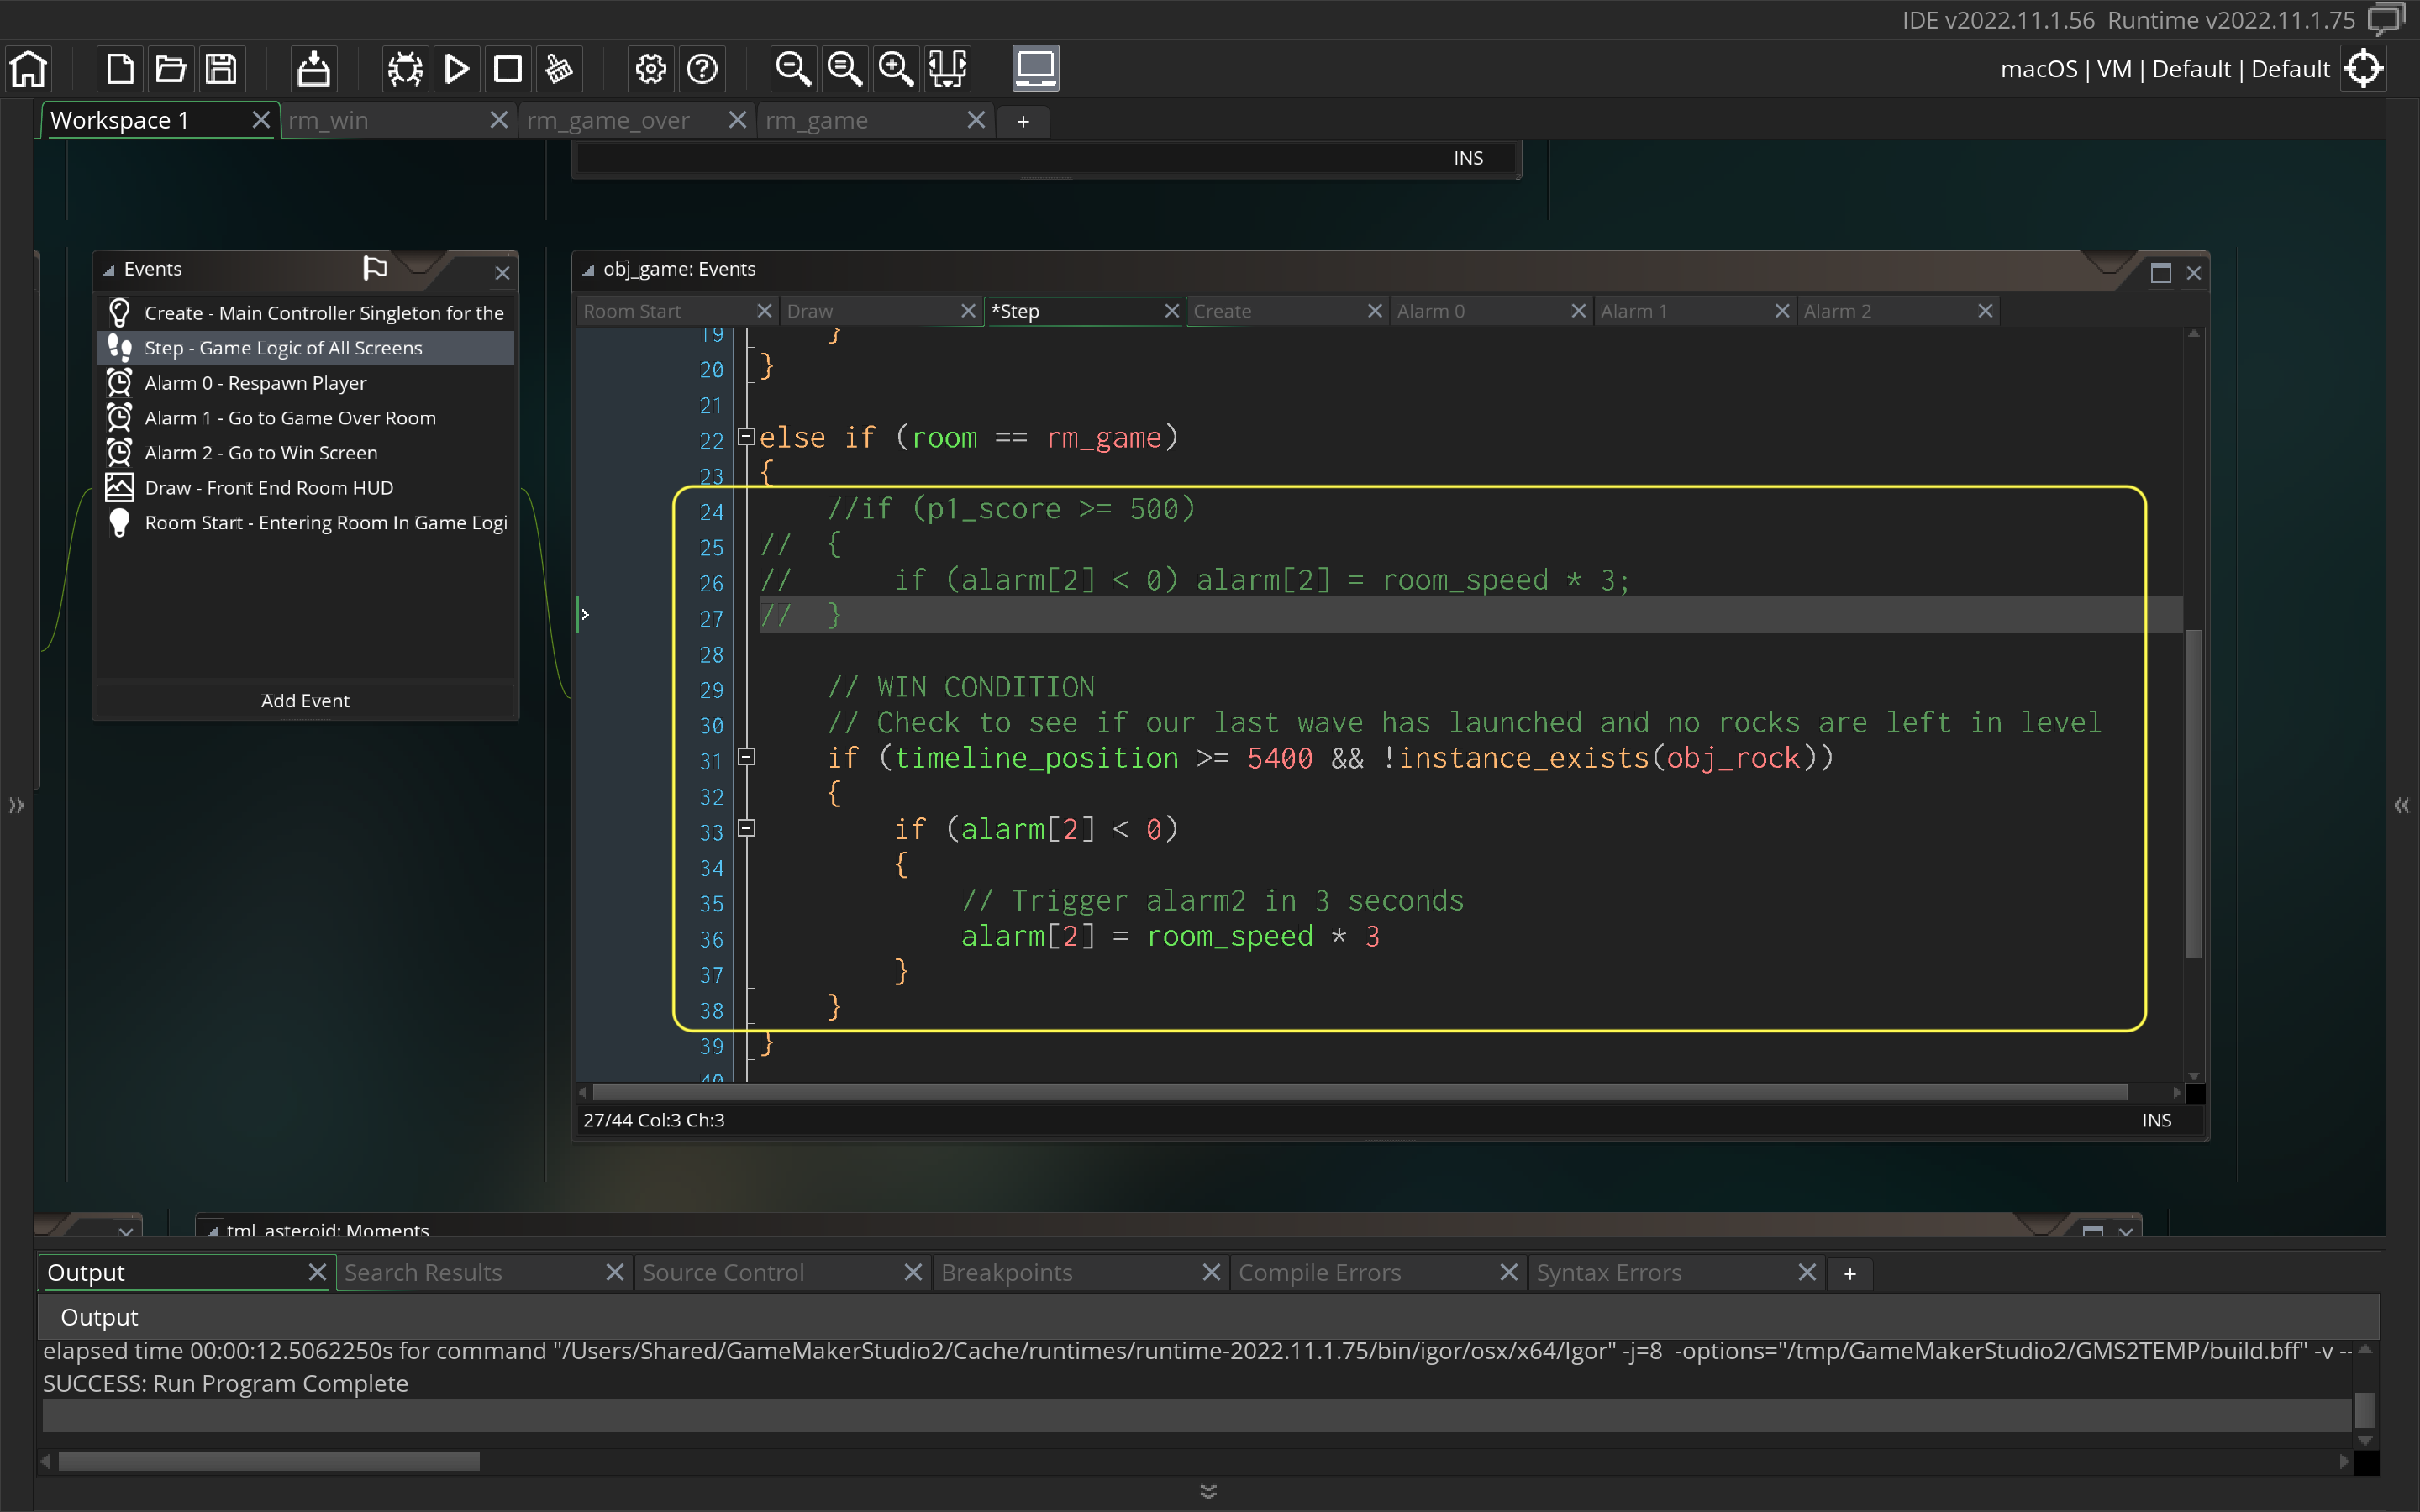 IDE v2022.11.1.56 Runtime v2022.11.1.75
macOS | VM | Default | Default
Workspace 1
rm_win
rm_game_over
rm_game
+
INS
Events
Create - Main Controller Singleton for the
Step - Game Logic of All Screens
Alarm 0 - Respawn Player
Alarm 1 - Go to Game Over Room
Alarm 2 - Go to Win Screen
Draw - Front End Room HUD
Room Start - Entering Room In Game Logi
Add Event
obj_game: Events
Room Start
Draw
*Step
Create
Alarm 0
Alarm 1
Alarm 2
19 }
20 }
21
22 else if (room == rm_game)
23 {
24 //if (p1_score >= 500)
25 // {
26 // if (alarm[2] < 0) alarm[2] = room_speed * 3;
27 // }
28
29 // WIN CONDITION
30 // Check to see if our last wave has launched and no rocks are left in level
31 if (timeline_position >= 5400 && !instance_exists(obj_rock))
32 {
33 if (alarm[2] < 0)
34 {
35 // Trigger alarm2 in 3 seconds
36 alarm[2] = room_speed * 3
37 }
38 }
39 }
40
27/44 Col:3 Ch:3
INS
tml_asteroid: Moments
Output
Search Results
Source Control
Breakpoints
Compile Errors
Syntax Errors
+
Output
elapsed time 00:00:12.5062250s for command "/Users/Shared/GameMakerStudio2/Cache/runtimes/runtime-2022.11.1.75/bin/igor/osx/x64/Igor" -j=8 -options="/tmp/GameMakerStudio2/GMS2TEMP/build.bff" -v --
SUCCESS: Run Program Complete